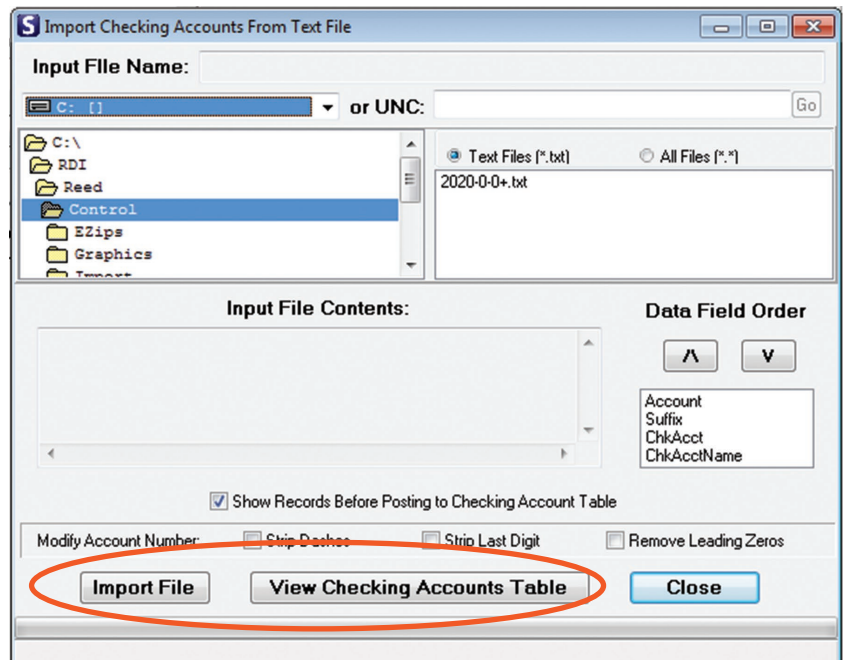 S Import Checking Accounts From Text File
Input FIle Name:
C: [] or UNC: Go
C:\
RDI
Reed
Control
EZips
Graphics
Import
Text Files (*.txt) All Files (*.*)
2020-0-0+.txt
Input File Contents:
Data Field Order
/\ V
Account
Suffix
ChkAcct
ChkAcctName
Show Records Before Posting to Checking Account Table
Modify Account Number: Strip Dashes Strip Last Digit Remove Leading Zeros
Import File View Checking Accounts Table Close